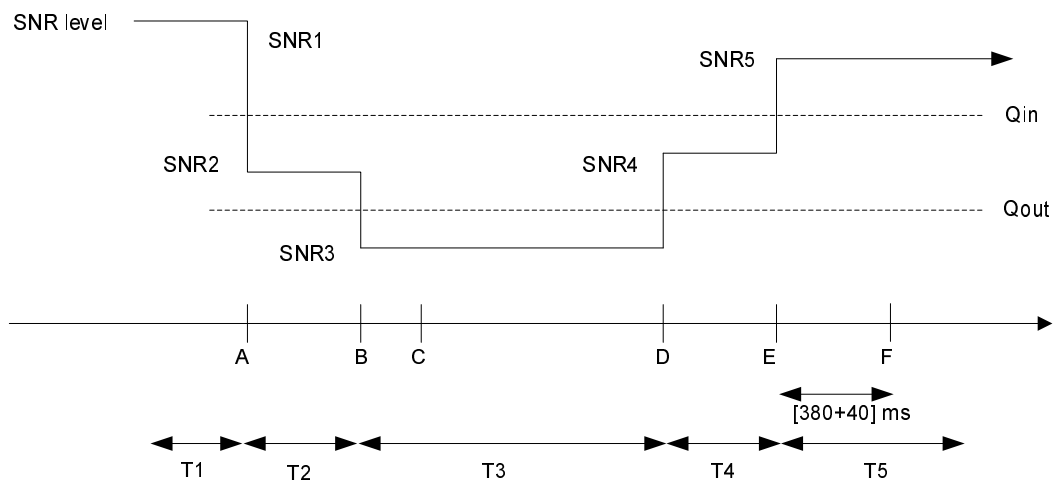 SNR level
SNR1
SNR5
Qin
SNR2
SNR4
Qout
SNR3
A B C D E F
[380+40] ms
T1 T2 T3 T4 T5